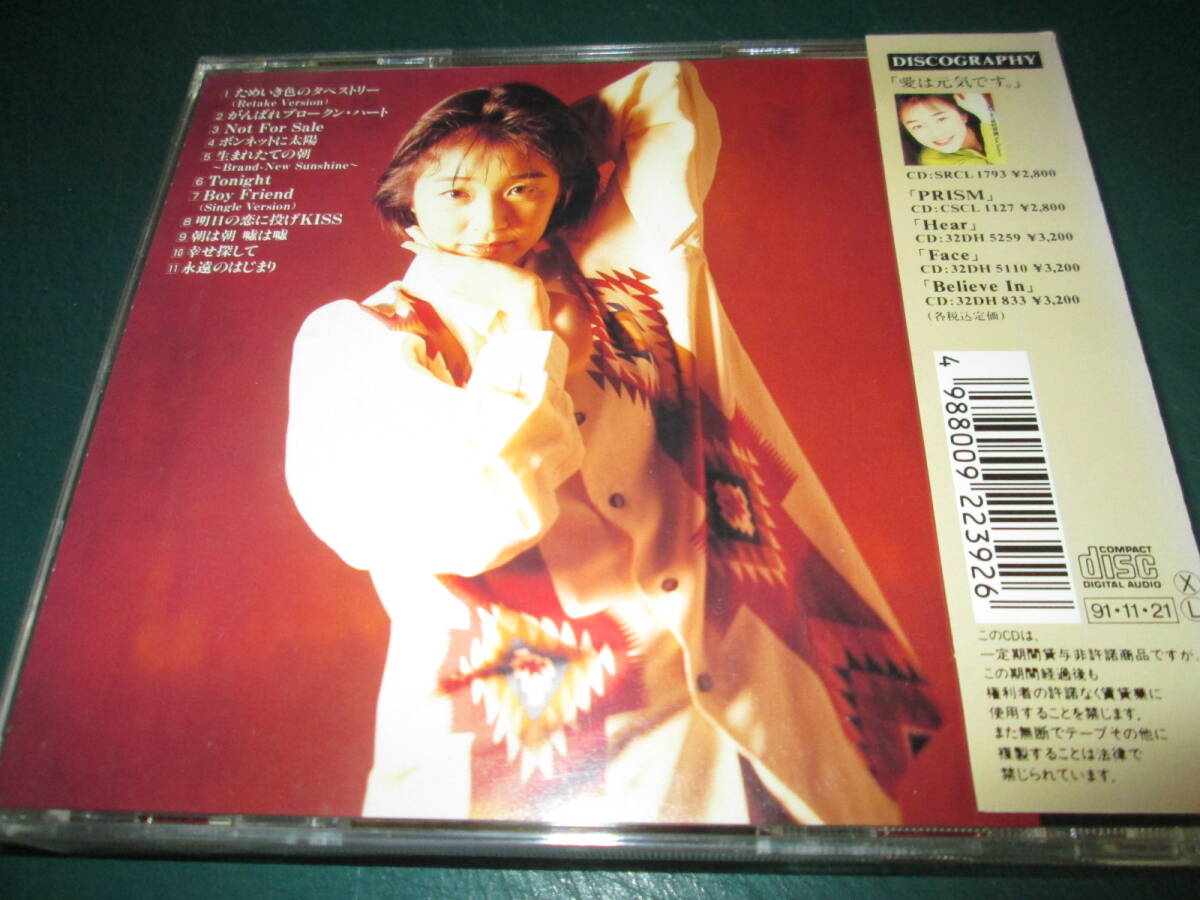 1 ためいき色のタペストリー
(Retake Version)
2 がんばれブロークン・ハート
3 Not For Sale
4 ボンネットに太陽
5 生まれたての朝
~Brand-New Sunshine~
6 Tonight
7 Boy Friend
(Single Version)
8 明日の恋に投げKISS
9 朝は朝 嘘は嘘
10 幸せ探して
11 永遠のはじまり
DISCOGRAPHY
「愛は元気です。」
CD:SRCL 1793 ¥2,800
「PRISM」
CD:CSCL 1127 ¥2,800
「Hear」
CD:32DH 5259 ¥3,200
「Face」
CD:32DH 5110 ¥3,200
「Believe In」
CD:32DH 833 ¥3,200
(各税込定価)
4 988009 223926
COMPACT
disc
DIGITAL AUDIO
X
91・11・21
L
このCDは、
一定期間貸与非許諾商品ですが、
この期間経過後も
権利者の許諾なく賃貸業に
使用することを禁じます。
また無断でテープその他に
複製することは法律で
禁じられています。